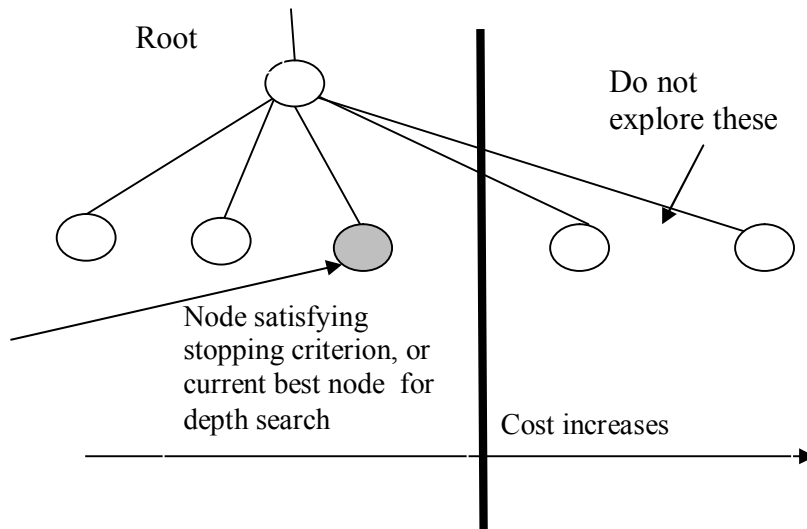 Root
Do not
explore these
Node satisfying
stopping criterion, or
current best node for
depth search
Cost increases